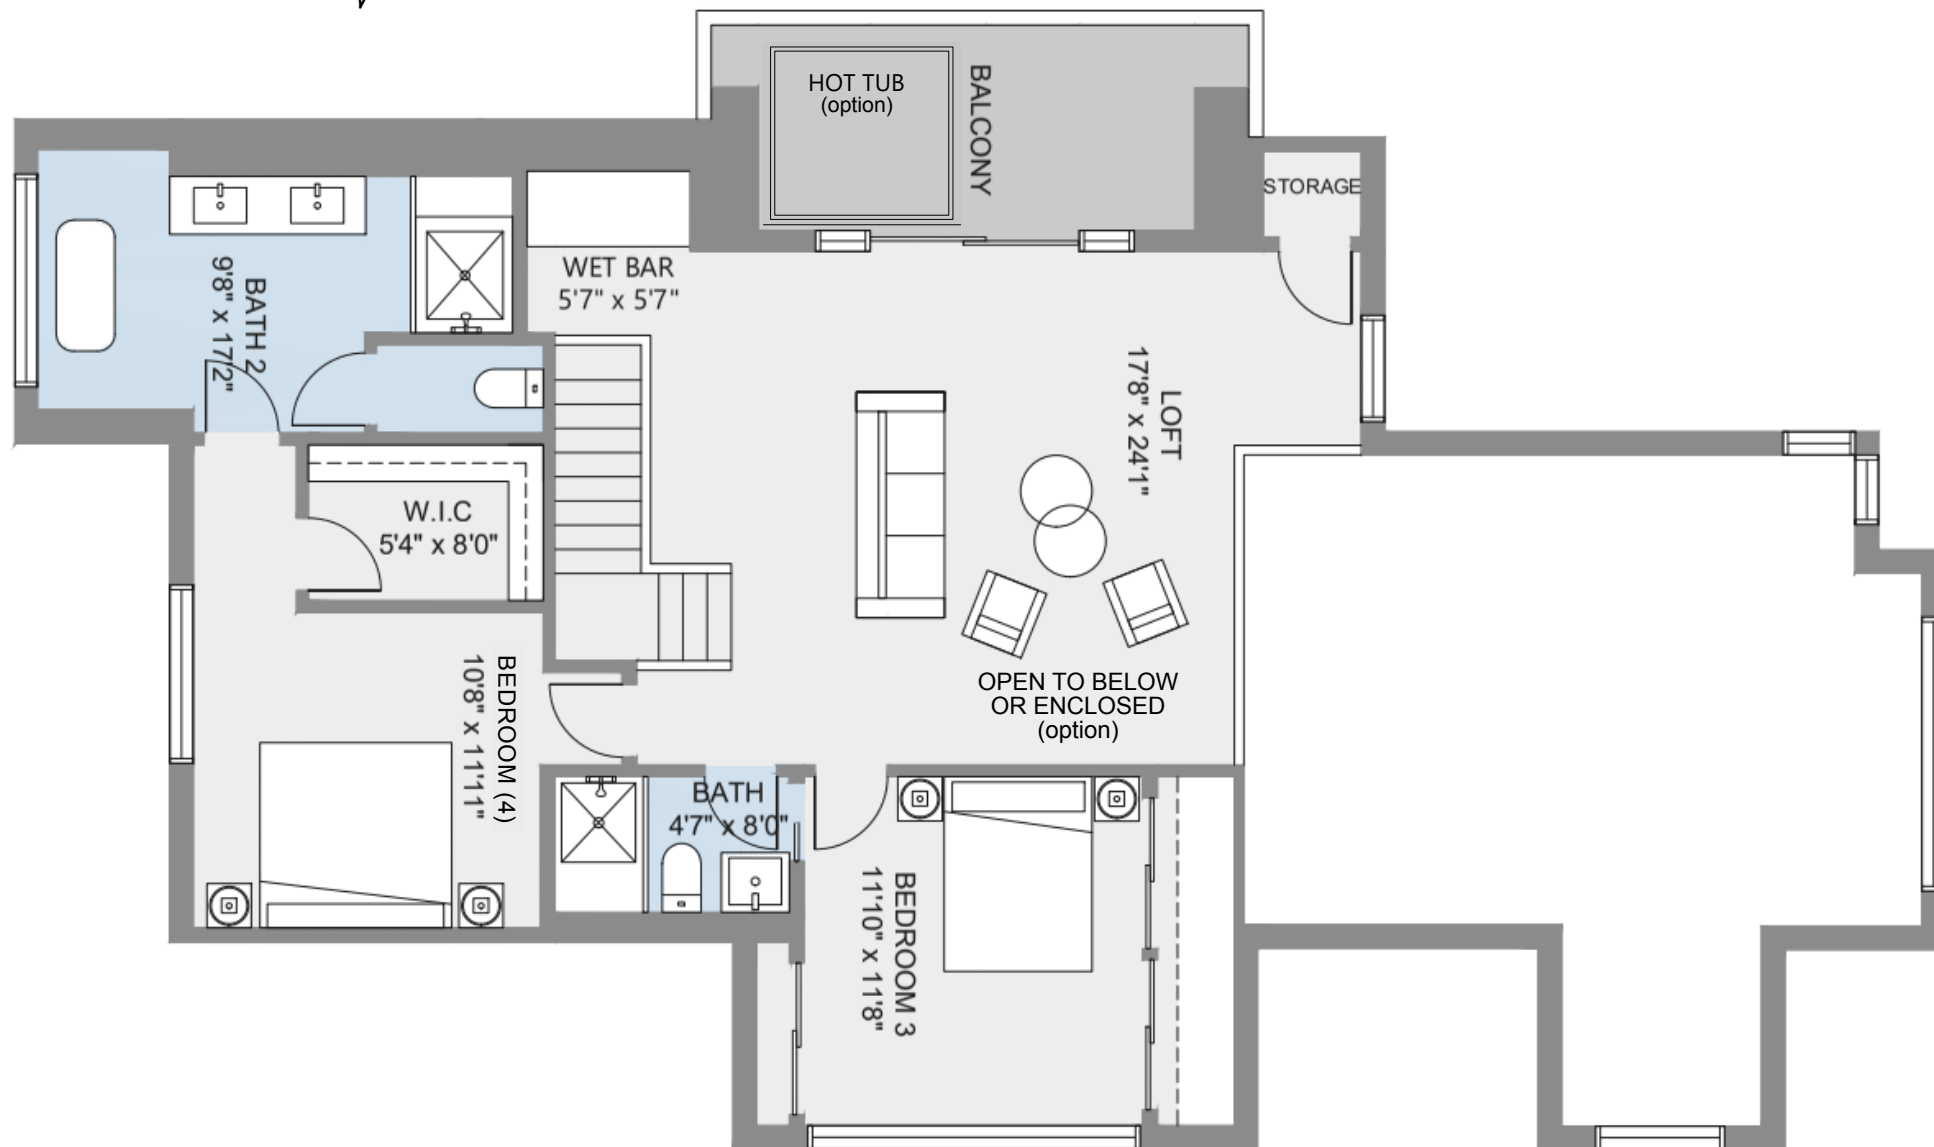 HOT TUB
(option)
BALCONY
STORAGE
WET BAR
5'7" x 5'7"
BATH 2
9'8" x 17'2"
LOFT
17'8" x 24'1"
W.I.C
5'4" x 8'0"
OPEN TO BELOW
OR ENCLOSED
(option)
BEDROOM (4)
10'8" x 11'11"
BATH
4'7" x 8'0"
BEDROOM 3
11'10" x 11'8"